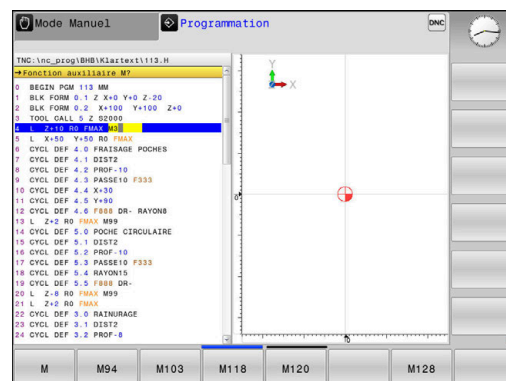 Mode Manuel
Programmation
DNC
TNC:\nc_prog\BHB\Klartext\113.H
→Fonction auxiliaire M?
0 BEGIN PGM 113 MM
1 BLK FORM 0.1 Z X+0 Y+0 Z-20
2 BLK FORM 0.2 X+100 Y+100 Z+0
3 TOOL CALL 5 Z S2000
4 L Z+10 R0 FMAX M3
5 L X+50 Y+50 R0 FMAX
6 CYCL DEF 4.0 FRAISAGE POCHES
7 CYCL DEF 4.1 DIST2
8 CYCL DEF 4.2 PROF-10
9 CYCL DEF 4.3 PASSE10 F333
10 CYCL DEF 4.4 X+30
11 CYCL DEF 4.5 Y+90
12 CYCL DEF 4.6 F888 DR- RAYON8
13 L Z+2 R0 FMAX M99
14 CYCL DEF 5.0 POCHE CIRCULAIRE
15 CYCL DEF 5.1 DIST2
16 CYCL DEF 5.2 PROF-10
17 CYCL DEF 5.3 PASSE10 F333
18 CYCL DEF 5.4 RAYON15
19 CYCL DEF 5.5 F888 DR-
20 L Z-8 R0 FMAX M99
21 L Z+2 R0 FMAX
22 CYCL DEF 3.0 RAINURAGE
23 CYCL DEF 3.1 DIST2
24 CYCL DEF 3.2 PROF-8
Y
X
0
0
M M94 M103 M118 M120 M128